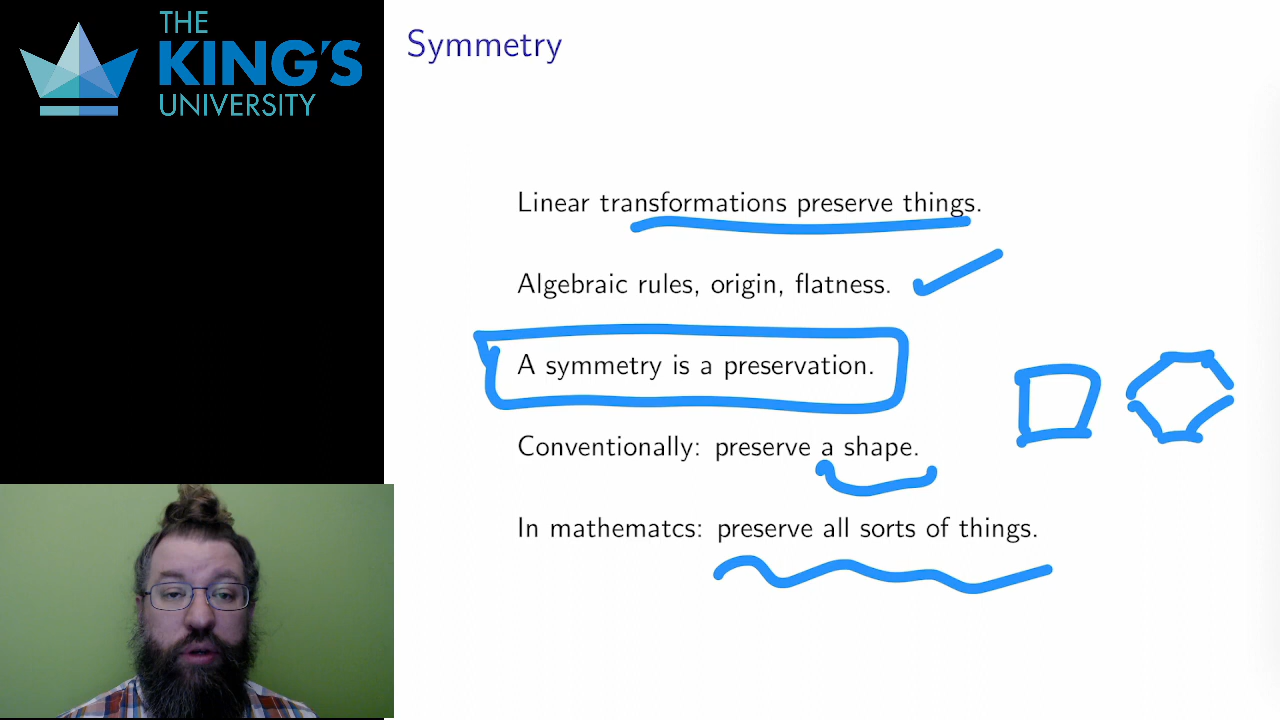 THE
KING'S
UNIVERSITY
Symmetry
Linear transformations preserve things.
Algebraic rules, origin, flatness.
A symmetry is a preservation.
Conventionally: preserve a shape.
In mathematcs: preserve all sorts of things.